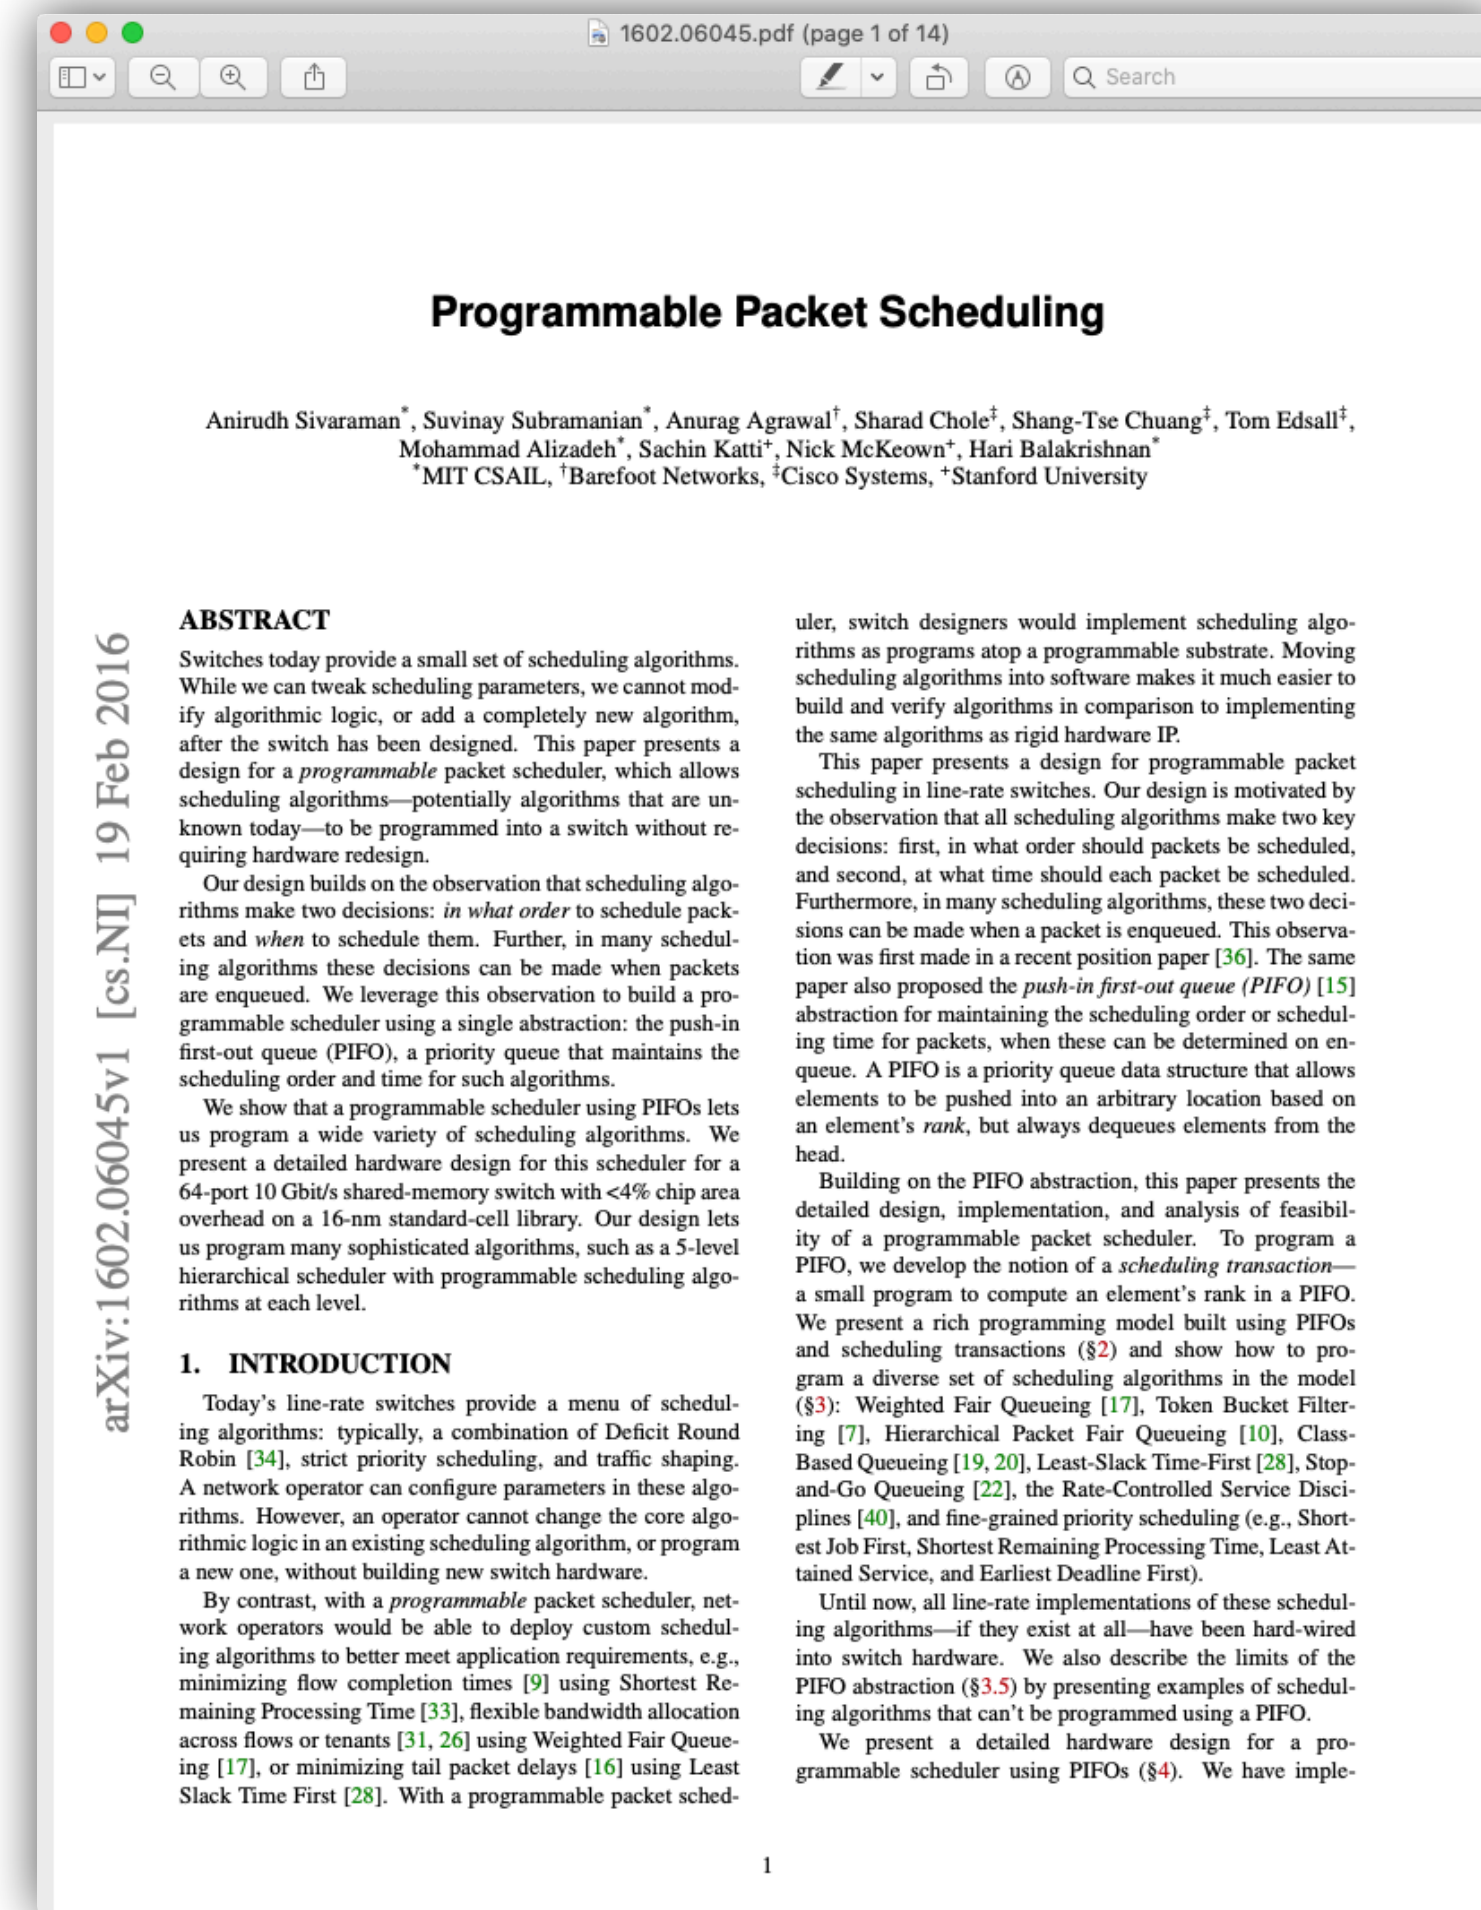 1602.06045.pdf (page 1 of 14)
Search
Programmable Packet Scheduling
Anirudh Sivaraman*, Suvinay Subramanian*, Anurag Agrawal†, Sharad Chole‡, Shang-Tse Chuang‡, Tom Edsall‡,
Mohammad Alizadeh*, Sachin Katti+, Nick McKeown+, Hari Balakrishnan*
*MIT CSAIL, †Barefoot Networks, ‡Cisco Systems, +Stanford University
arXiv:1602.06045v1 [cs.NI] 19 Feb 2016
ABSTRACT
Switches today provide a small set of scheduling algorithms.
While we can tweak scheduling parameters, we cannot mod-
ify algorithmic logic, or add a completely new algorithm,
after the switch has been designed. This paper presents a
design for a programmable packet scheduler, which allows
scheduling algorithms—potentially algorithms that are un-
known today—to be programmed into a switch without re-
quiring hardware redesign.
Our design builds on the observation that scheduling algo-
rithms make two decisions: in what order to schedule pack-
ets and when to schedule them. Further, in many schedul-
ing algorithms these decisions can be made when packets
are enqueued. We leverage this observation to build a pro-
grammable scheduler using a single abstraction: the push-in
first-out queue (PIFO), a priority queue that maintains the
scheduling order and time for such algorithms.
We show that a programmable scheduler using PIFOs lets
us program a wide variety of scheduling algorithms. We
present a detailed hardware design for this scheduler for a
64-port 10 Gbit/s shared-memory switch with <4% chip area
overhead on a 16-nm standard-cell library. Our design lets
us program many sophisticated algorithms, such as a 5-level
hierarchical scheduler with programmable scheduling algo-
rithms at each level.
1. INTRODUCTION
Today's line-rate switches provide a menu of schedul-
ing algorithms: typically, a combination of Deficit Round
Robin [34], strict priority scheduling, and traffic shaping.
A network operator can configure parameters in these algo-
rithms. However, an operator cannot change the core algo-
rithmic logic in an existing scheduling algorithm, or program
a new one, without building new switch hardware.
By contrast, with a programmable packet scheduler, net-
work operators would be able to deploy custom schedul-
ing algorithms to better meet application requirements, e.g.,
minimizing flow completion times [9] using Shortest Re-
maining Processing Time [33], flexible bandwidth allocation
across flows or tenants [31, 26] using Weighted Fair Queue-
ing [17], or minimizing tail packet delays [16] using Least
Slack Time First [28]. With a programmable packet sched-
uler, switch designers would implement scheduling algo-
rithms as programs atop a programmable substrate. Moving
scheduling algorithms into software makes it much easier to
build and verify algorithms in comparison to implementing
the same algorithms as rigid hardware IP.
This paper presents a design for programmable packet
scheduling in line-rate switches. Our design is motivated by
the observation that all scheduling algorithms make two key
decisions: first, in what order should packets be scheduled,
and second, at what time should each packet be scheduled.
Furthermore, in many scheduling algorithms, these two deci-
sions can be made when a packet is enqueued. This observa-
tion was first made in a recent position paper [36]. The same
paper also proposed the push-in first-out queue (PIFO) [15]
abstraction for maintaining the scheduling order or schedul-
ing time for packets, when these can be determined on en-
queue. A PIFO is a priority queue data structure that allows
elements to be pushed into an arbitrary location based on
an element's rank, but always dequeues elements from the
head.
Building on the PIFO abstraction, this paper presents the
detailed design, implementation, and analysis of feasibil-
ity of a programmable packet scheduler. To program a
PIFO, we develop the notion of a scheduling transaction—
a small program to compute an element's rank in a PIFO.
We present a rich programming model built using PIFOs
and scheduling transactions (§2) and show how to pro-
gram a diverse set of scheduling algorithms in the model
(§3): Weighted Fair Queueing [17], Token Bucket Filter-
ing [7], Hierarchical Packet Fair Queueing [10], Class-
Based Queueing [19, 20], Least-Slack Time-First [28], Stop-
and-Go Queueing [22], the Rate-Controlled Service Disci-
plines [40], and fine-grained priority scheduling (e.g., Short-
est Job First, Shortest Remaining Processing Time, Least At-
tained Service, and Earliest Deadline First).
Until now, all line-rate implementations of these schedul-
ing algorithms—if they exist at all—have been hard-wired
into switch hardware. We also describe the limits of the
PIFO abstraction (§3.5) by presenting examples of schedul-
ing algorithms that can't be programmed using a PIFO.
We present a detailed hardware design for a pro-
grammable scheduler using PIFOs (§4). We have imple-
1